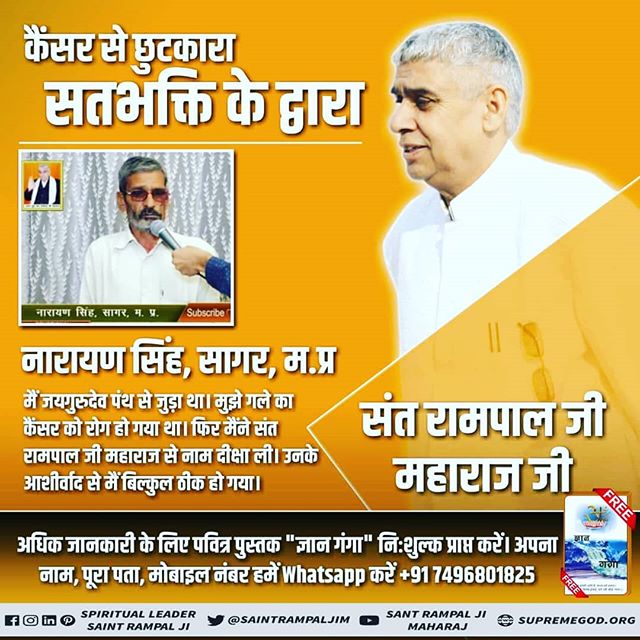 कैंसर से छुटकारा
सतभक्ति के द्वारा
नारायण सिंह, सागर, म. प्र.
Subscribe
नारायण सिंह, सागर, म.प्र
मैं जयगुरुदेव पंथ से जुड़ा था। मुझे गले का
कैंसर को रोग हो गया था। फिर मैंने संत
रामपाल जी महाराज से नाम दीक्षा ली। उनके
आशीर्वाद से मैं बिल्कुल ठीक हो गया।
संत रामपाल जी
महाराज जी
अधिक जानकारी के लिए पवित्र पुस्तक "ज्ञान गंगा" नि:शुल्क प्राप्त करें। अपना
नाम, पूरा पता, मोबाइल नंबर हमें Whatsapp करें +91 7496801825
FREE
ज्ञान
गंगा
FREE
SPIRITUAL LEADER
SAINT RAMPAL JI
@SAINTRAMPALJIM
SANT RAMPAL JI
MAHARAJ
SUPREMEGOD.ORG